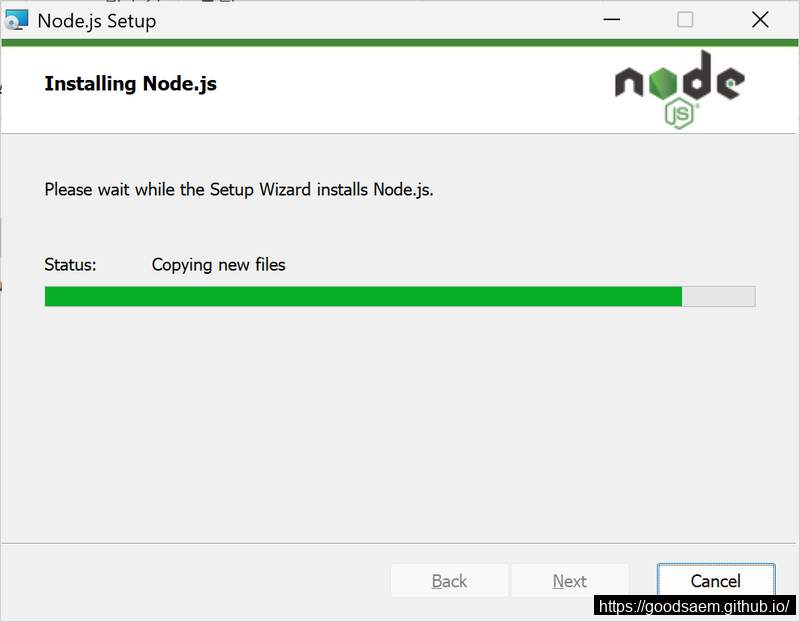 Node.js Setup
Installing Node.js
node
JS
Please wait while the Setup Wizard installs Node.js.
Status: Copying new files
Back Next Cancel
https://goodsaem.github.io/